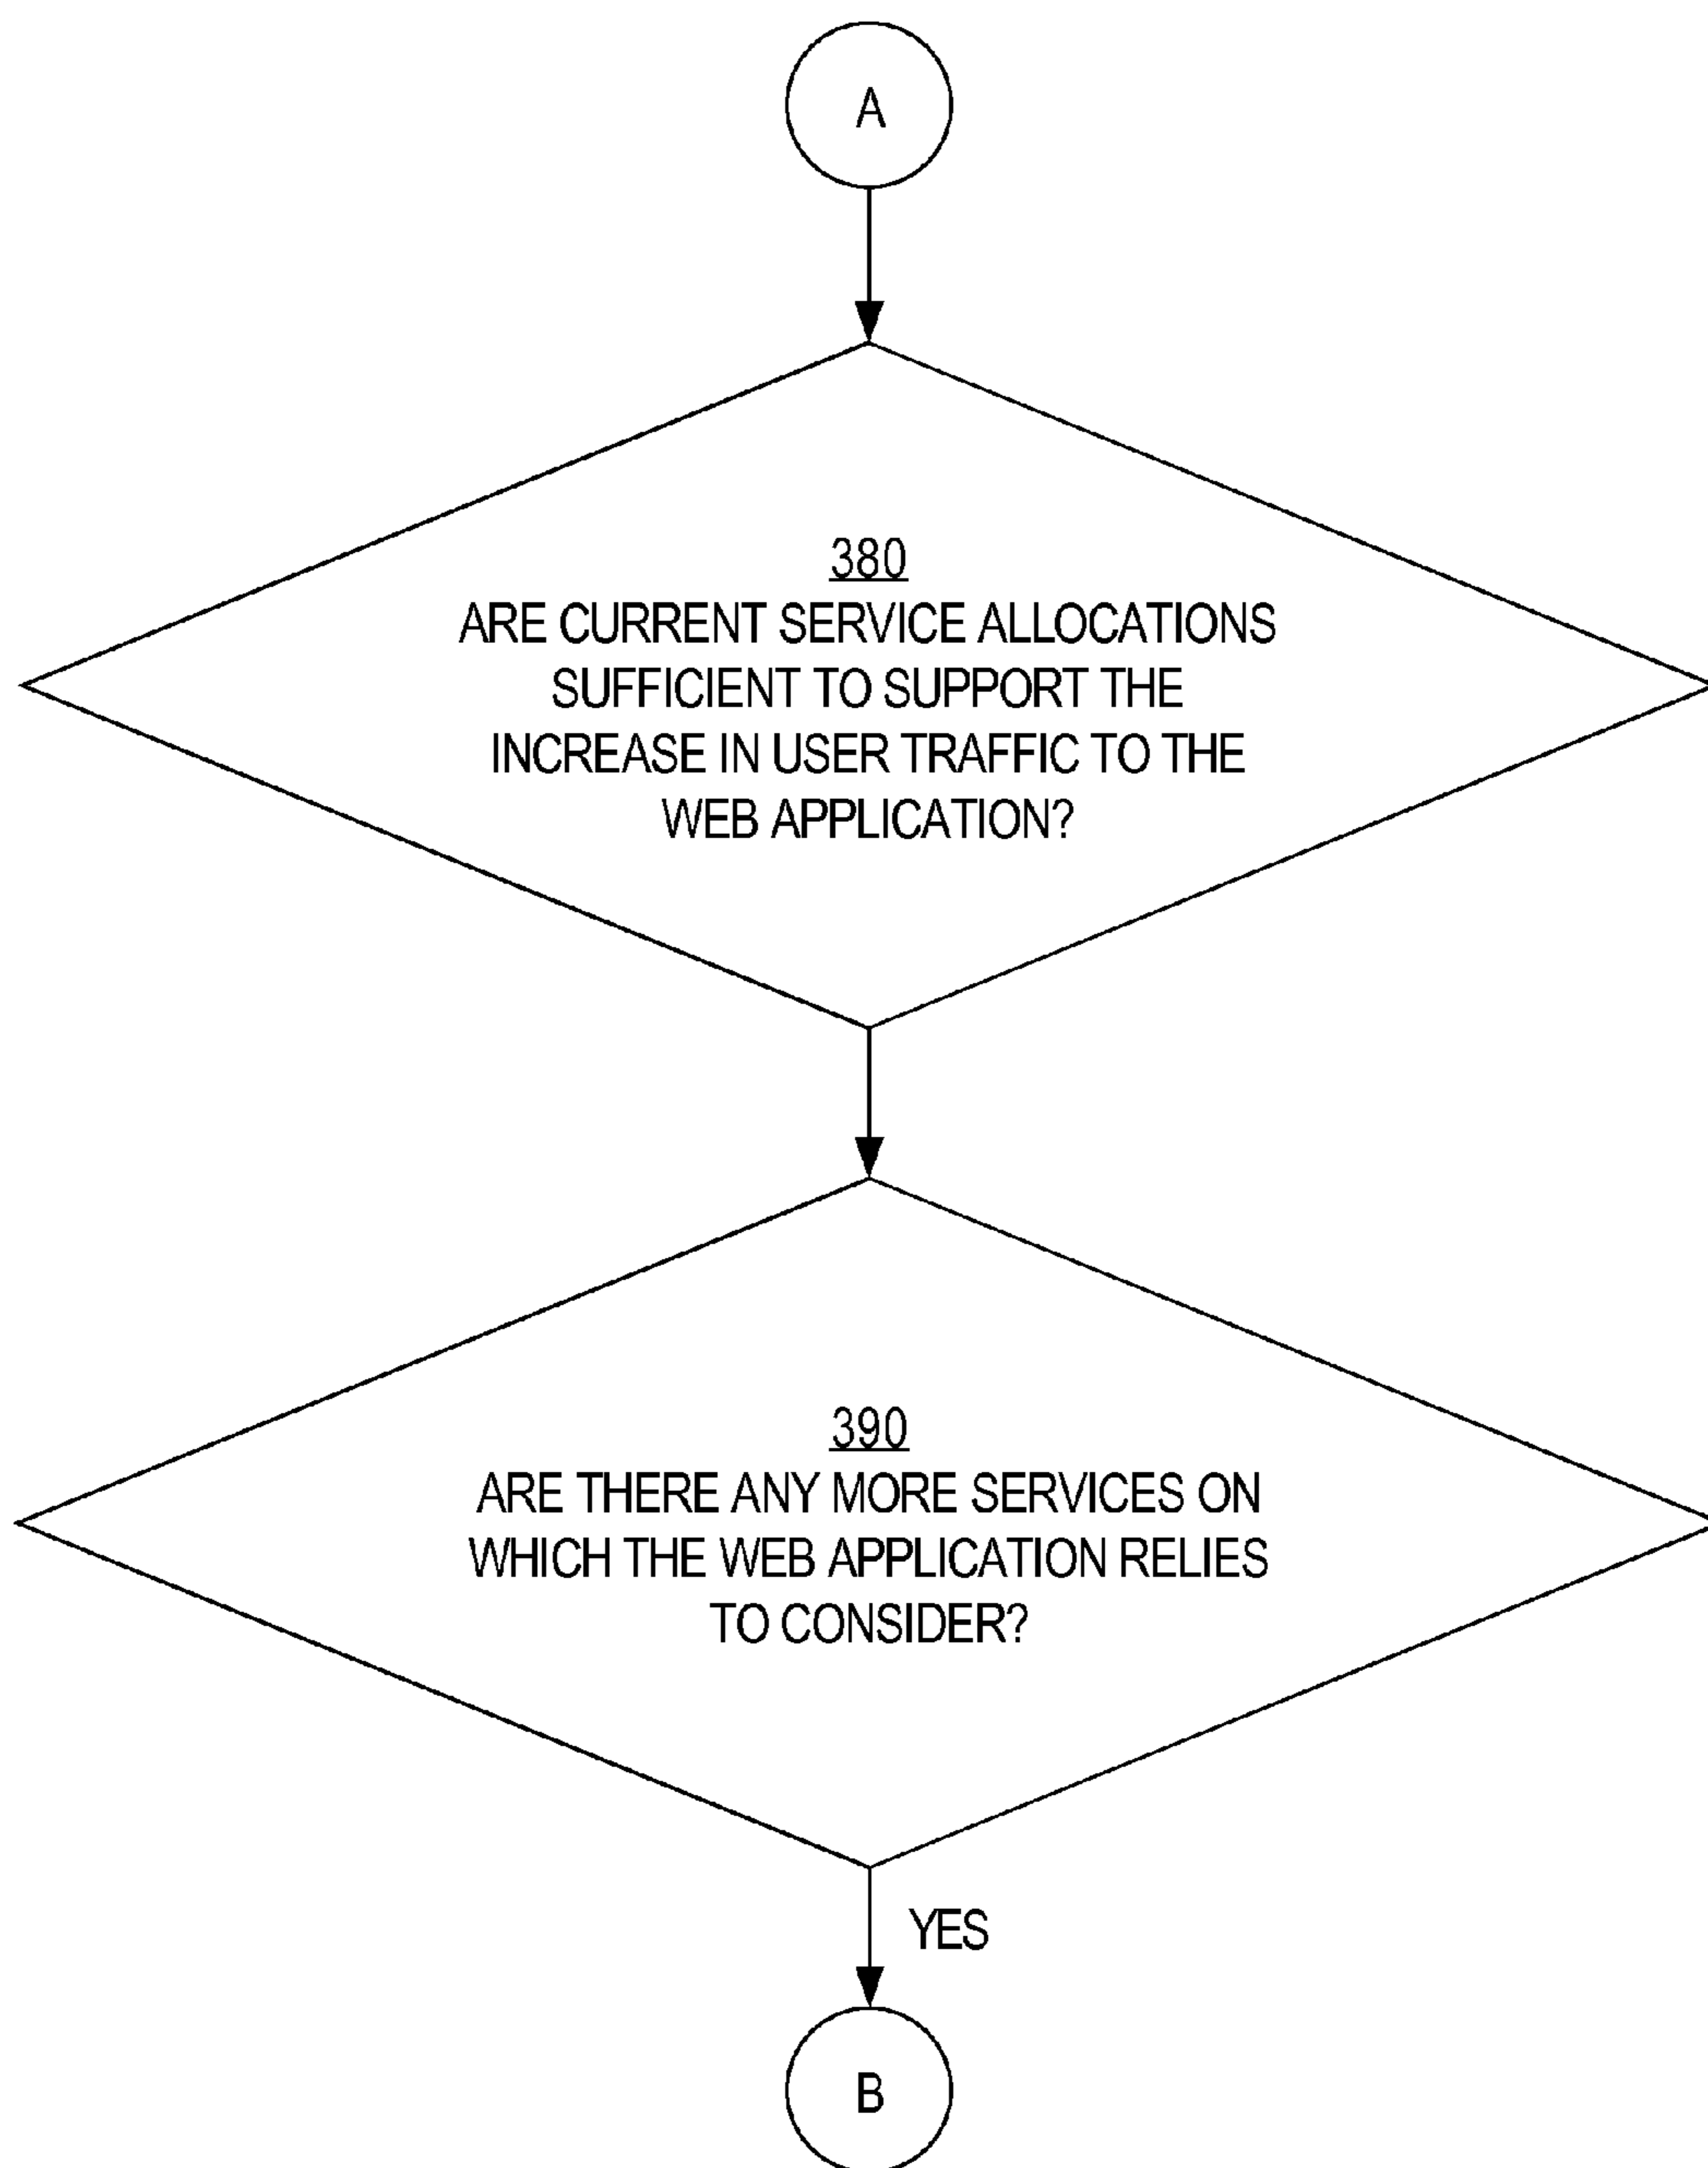 A
380
ARE CURRENT SERVICE ALLOCATIONS
SUFFICIENT TO SUPPORT THE
INCREASE IN USER TRAFFIC TO THE
WEB APPLICATION?
390
ARE THERE ANY MORE SERVICES ON
WHICH THE WEB APPLICATION RELIES
TO CONSIDER?
YES
B